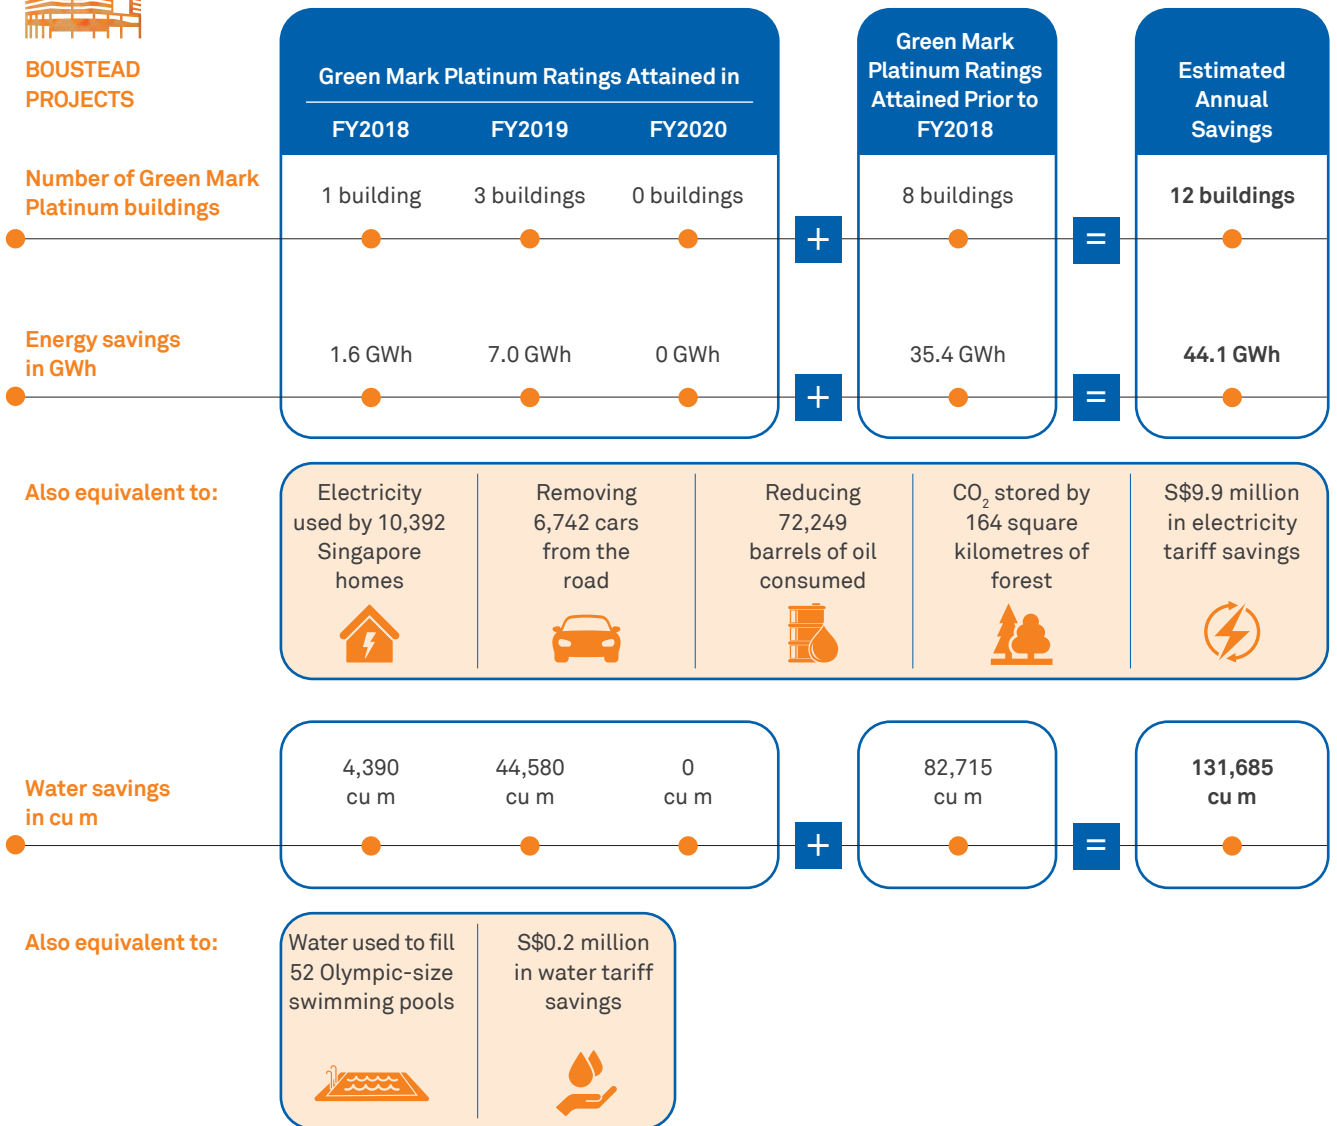 BOUSTEAD
PROJECTS
Green Mark Platinum Ratings Attained in
FY2018 FY2019 FY2020
Green Mark
Platinum Ratings
Attained Prior to
FY2018
Estimated
Annual
Savings
Number of Green Mark
Platinum buildings
1 building 3 buildings 0 buildings + 8 buildings = 12 buildings
Energy savings
in GWh
1.6 GWh 7.0 GWh 0 GWh + 35.4 GWh = 44.1 GWh
Also equivalent to:
Electricity
used by 10,392
Singapore
homes
Removing
6,742 cars
from the
road
Reducing
72,249
barrels of oil
consumed
CO2 stored by
164 square
kilometres of
forest
S$9.9 million
in electricity
tariff savings
Water savings
in cu m
4,390
cu m
44,580
cu m
0
cu m
+
82,715
cu m
=
131,685
cu m
Also equivalent to:
Water used to fill
52 Olympic-size
swimming pools
S$0.2 million
in water tariff
savings